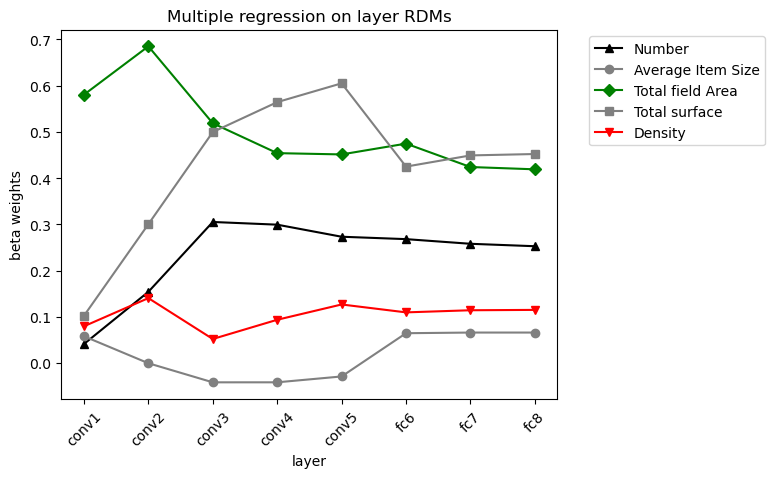 Multiple regression on layer RDMs
0.7
0.6
0.5
0.4
0.3
0.2
0.1
0.0
beta weights
conv1
conv2
conv3
conv4
conv5
fc6
fc7
fc8
layer
Number
Average Item Size
Total field Area
Total surface
Density